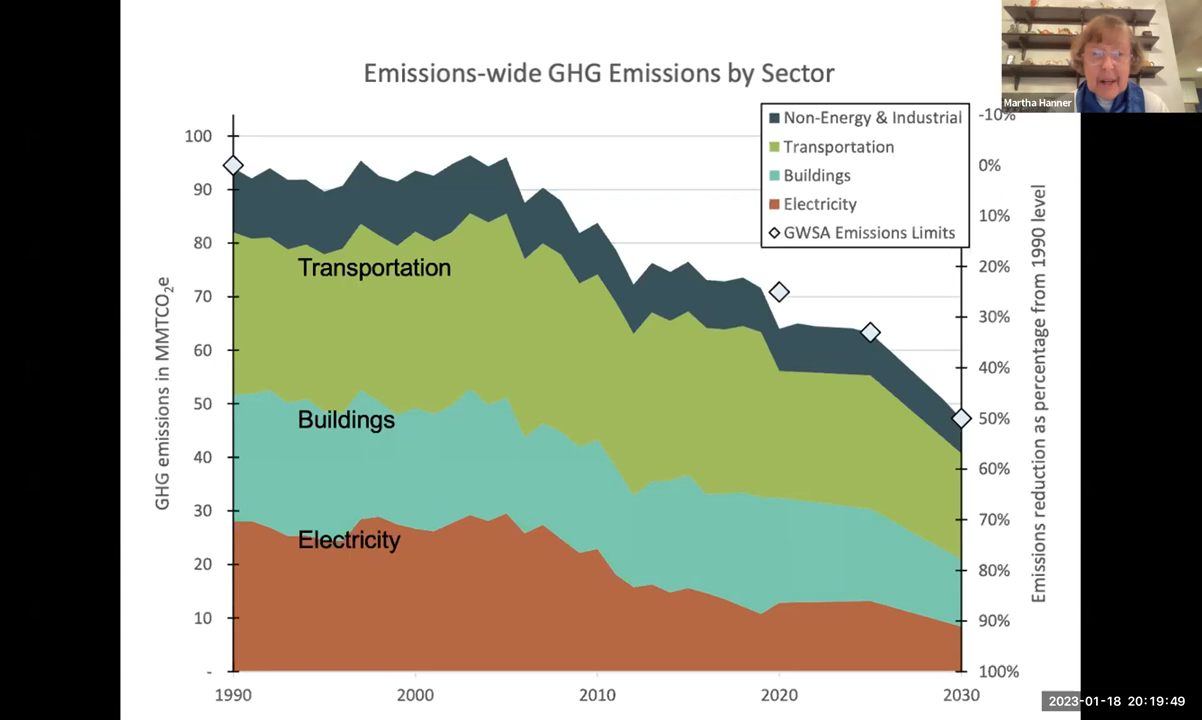 Emissions-wide GHG Emissions by Sector
Martha Hanner
Non-Energy & Industrial
Transportation
Buildings
Electricity
GWSA Emissions Limits
GHG emissions in MMTCO2e
100
90
80
70
60
50
40
30
20
10
-
Transportation
Buildings
Electricity
-10%
0%
10%
20%
30%
40%
50%
60%
70%
80%
90%
100%
Emissions reduction as percentage from 1990 level
1990
2000
2010
2020
2030
2023-01-18 20:19:49